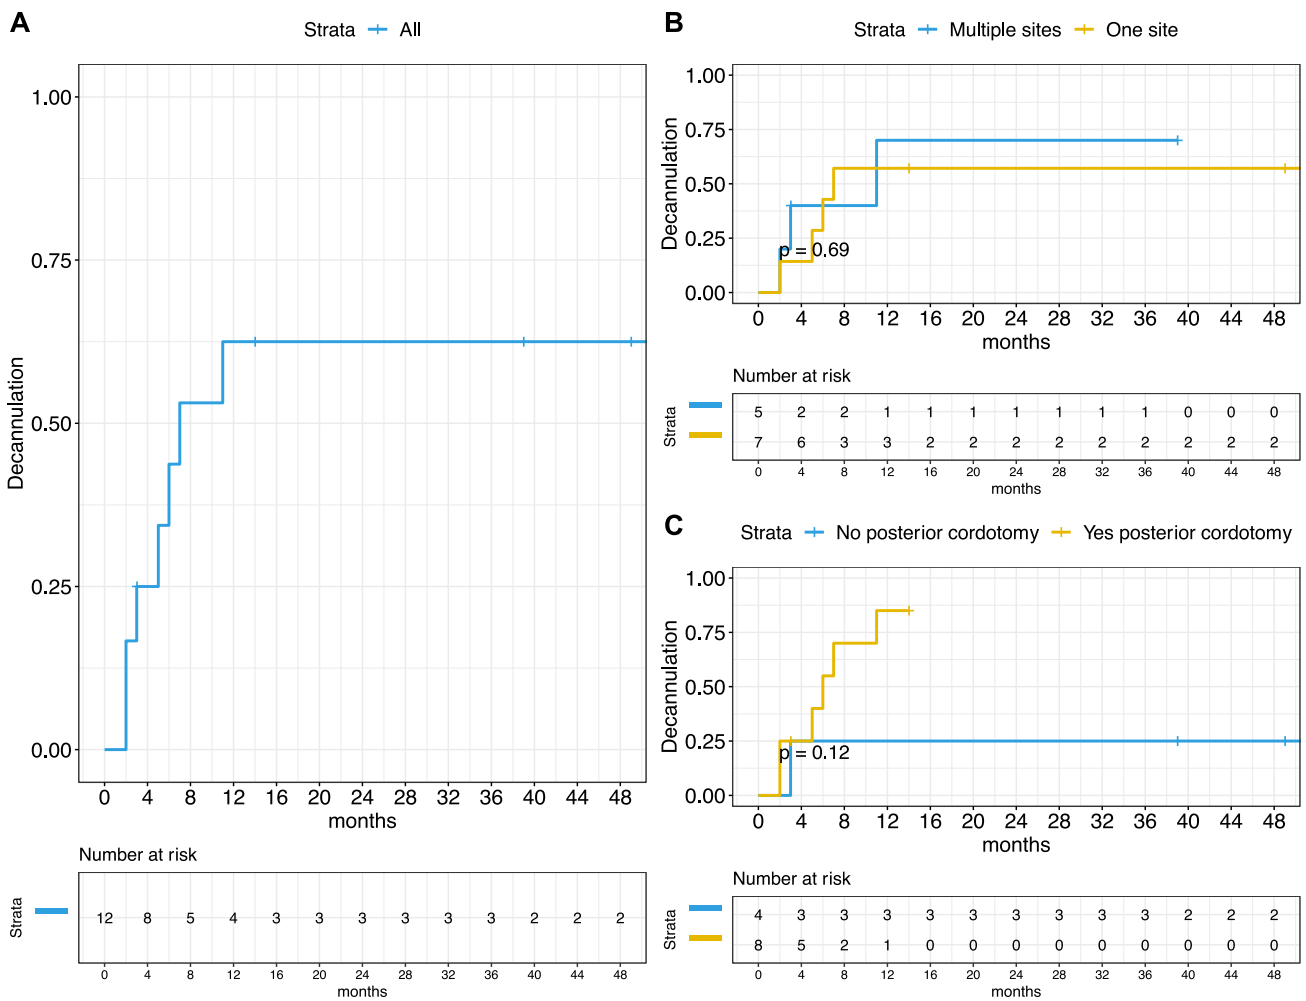 A
Strata All
Decannulation
1.00
0.75
0.50
0.25
0.00
0 4 8 12 16 20 24 28 32 36 40 44 48
months
Number at risk
Strata
12 8 5 4 3 3 3 3 3 3 2 2 2
0 4 8 12 16 20 24 28 32 36 40 44 48
months
B
Strata Multiple sites One site
Decannulation
1.00
0.75
0.50
0.25
0.00
p = 0.69
0 4 8 12 16 20 24 28 32 36 40 44 48
months
Number at risk
Strata
5 2 2 1 1 1 1 1 1 1 0 0 0
7 6 3 3 2 2 2 2 2 2 2 2 2
0 4 8 12 16 20 24 28 32 36 40 44 48
months
C
Strata No posterior cordotomy Yes posterior cordotomy
Decannulation
1.00
0.75
0.50
0.25
0.00
p = 0.12
0 4 8 12 16 20 24 28 32 36 40 44 48
months
Number at risk
Strata
4 3 3 3 3 3 3 3 3 3 2 2 2
8 5 2 1 0 0 0 0 0 0 0 0 0
0 4 8 12 16 20 24 28 32 36 40 44 48
months